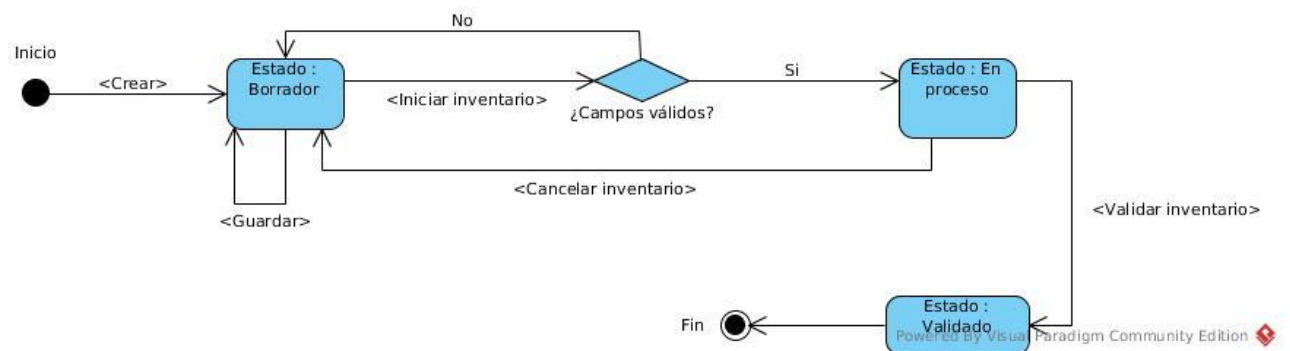 No
Inicio
Estado :
Borrador
<Crear>
<Iniciar inventario>
¿Campos válidos?
Si
Estado : En
proceso
<Cancelar inventario>
<Guardar>
<Validar inventario>
Fin
Estado :
Validado
Powered By Visual Paradigm Community Edition